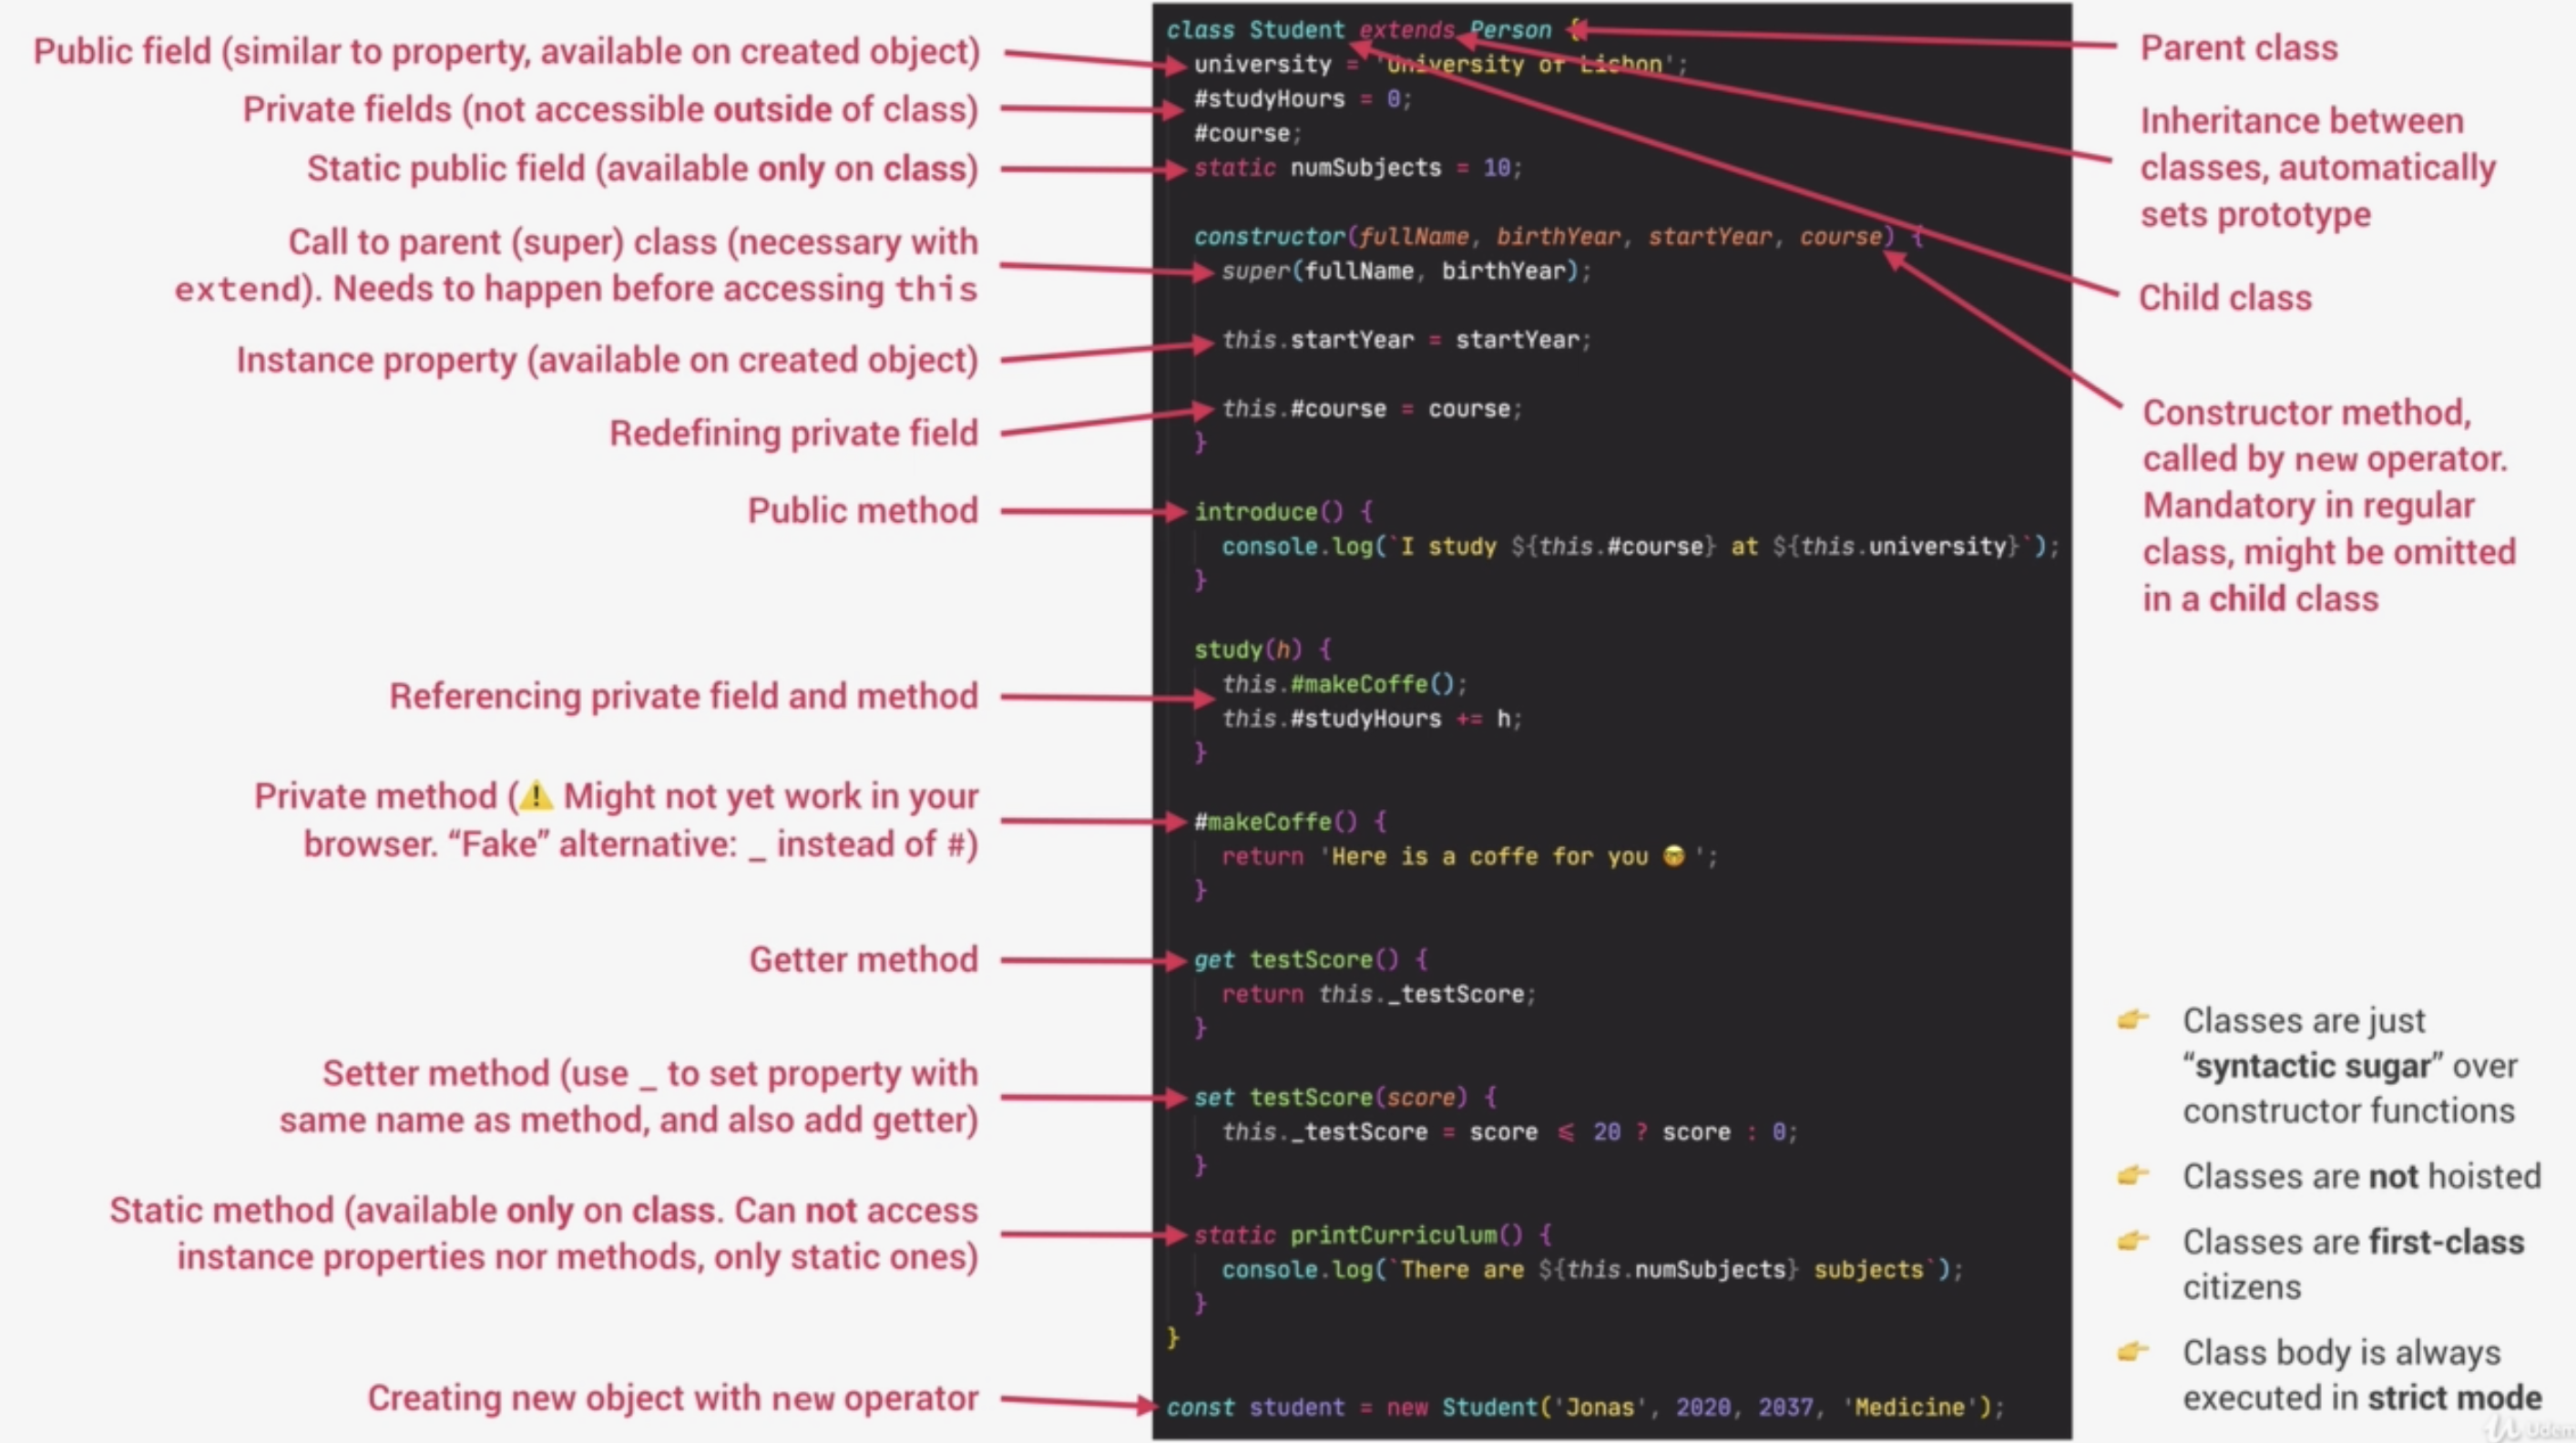 Public field (similar to property, available on created object)
Private fields (not accessible outside of class)
Static public field (available only on class)
Call to parent (super) class (necessary with
extend). Needs to happen before accessing this
Instance property (available on created object)
Redefining private field
Public method
Referencing private field and method
Private method (⚠️ Might not yet work in your
browser. “Fake” alternative: _ instead of #)
Getter method
Setter method (use _ to set property with
same name as method, and also add getter)
Static method (available only on class. Can not access
instance properties nor methods, only static ones)
Creating new object with new operator
class Student extends Person {
university = 'University of Lisbon';
#studyHours = 0;
#course;
static numSubjects = 10;
constructor(fullName, birthYear, startYear, course) {
super(fullName, birthYear);
this.startYear = startYear;
this.#course = course;
}
introduce() {
console.log(`I study ${this.#course} at ${this.university}`);
}
study(h) {
this.#makeCoffe();
this.#studyHours += h;
}
#makeCoffe() {
return 'Here is a coffe for you 🤓 ';
}
get testScore() {
return this._testScore;
}
set testScore(score) {
this._testScore = score ≤ 20 ? score : 0;
}
static printCurriculum() {
console.log(`There are ${this.numSubjects} subjects`);
}
}
const student = new Student('Jonas', 2020, 2037, 'Medicine');
Parent class
Inheritance between
classes, automatically
sets prototype
Child class
Constructor method,
called by new operator.
Mandatory in regular
class, might be omitted
in a child class
👉 Classes are just
“syntactic sugar” over
constructor functions
👉 Classes are not hoisted
👉 Classes are first-class
citizens
👉 Class body is always
executed in strict mode